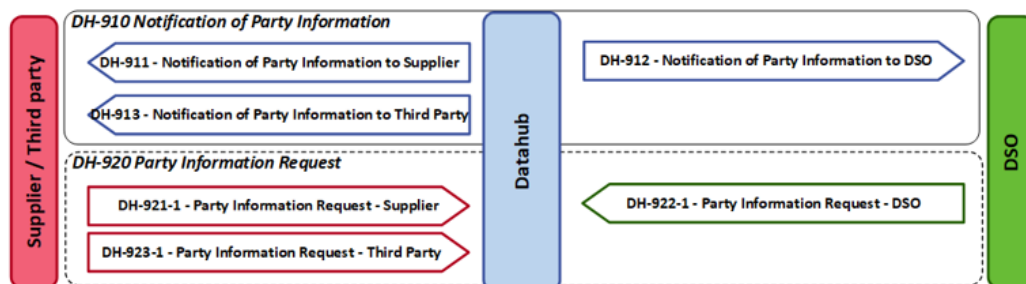 Supplier / Third party
DH-910 Notification of Party Information
DH-911 - Notification of Party Information to Supplier
DH-913 - Notification of Party Information to Third Party
DH-912 - Notification of Party Information to DSO
Datahub
DH-920 Party Information Request
DH-921-1 - Party Information Request - Supplier
DH-923-1 - Party Information Request - Third Party
DH-922-1 - Party Information Request - DSO
DSO